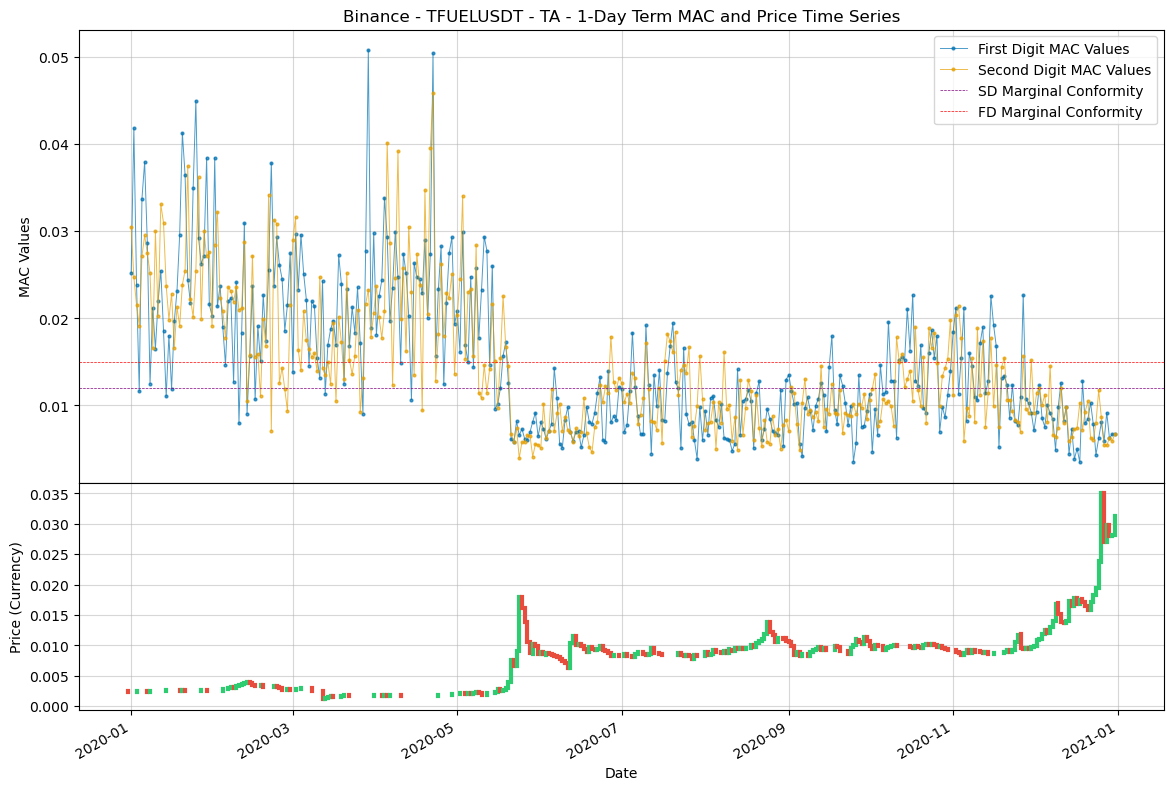 Binance - TFUELUSDT - TA - 1-Day Term MAC and Price Time Series
First Digit MAC Values
Second Digit MAC Values
SD Marginal Conformity
FD Marginal Conformity
MAC Values
0.05
0.04
0.03
0.02
0.01
Price (Currency)
0.035
0.030
0.025
0.020
0.015
0.010
0.005
0.000
2020-01
2020-03
2020-05
2020-07
2020-09
2020-11
2021-01
Date